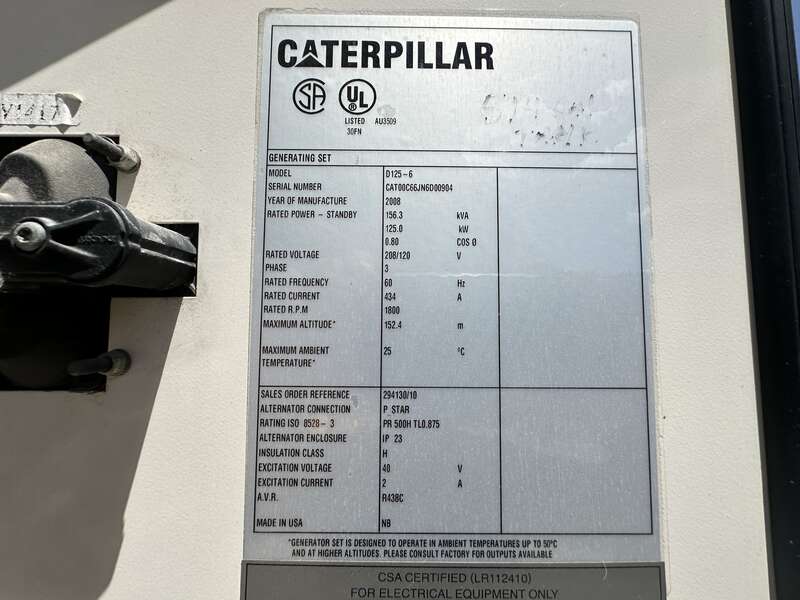 CATERPILLAR
SA
UL
®
LISTED AU3509
30FN
GENERATING SET
MODEL D125-6
SERIAL NUMBER CAT00C66JN6D00904
YEAR OF MANUFACTURE 2008
RATED POWER - STANDBY 156.3 kVA
125.0 kW
0.80 COS Ø
RATED VOLTAGE 208/120 V
PHASE 3
RATED FREQUENCY 60 Hz
RATED CURRENT 434 A
RATED R.P.M 1800
MAXIMUM ALTITUDE* 152.4 m
MAXIMUM AMBIENT 25 °C
TEMPERATURE*
SALES ORDER REFERENCE 294130/10
ALTERNATOR CONNECTION P_STAR
RATING ISO 8528-3 PR 500H TL0.875
ALTERNATOR ENCLOSURE IP 23
INSULATION CLASS H
EXCITATION VOLTAGE 40 V
EXCITATION CURRENT 2 A
A.V.R. R438C
MADE IN USA NB
*GENERATOR SET IS DESIGNED TO OPERATE IN AMBIENT TEMPERATURES UP TO 50°C
AND AT HIGHER ALTITUDES. PLEASE CONSULT FACTORY FOR OUTPUTS AVAILABLE
CSA CERTIFIED (LR112410)
FOR ELECTRICAL EQUIPMENT ONLY